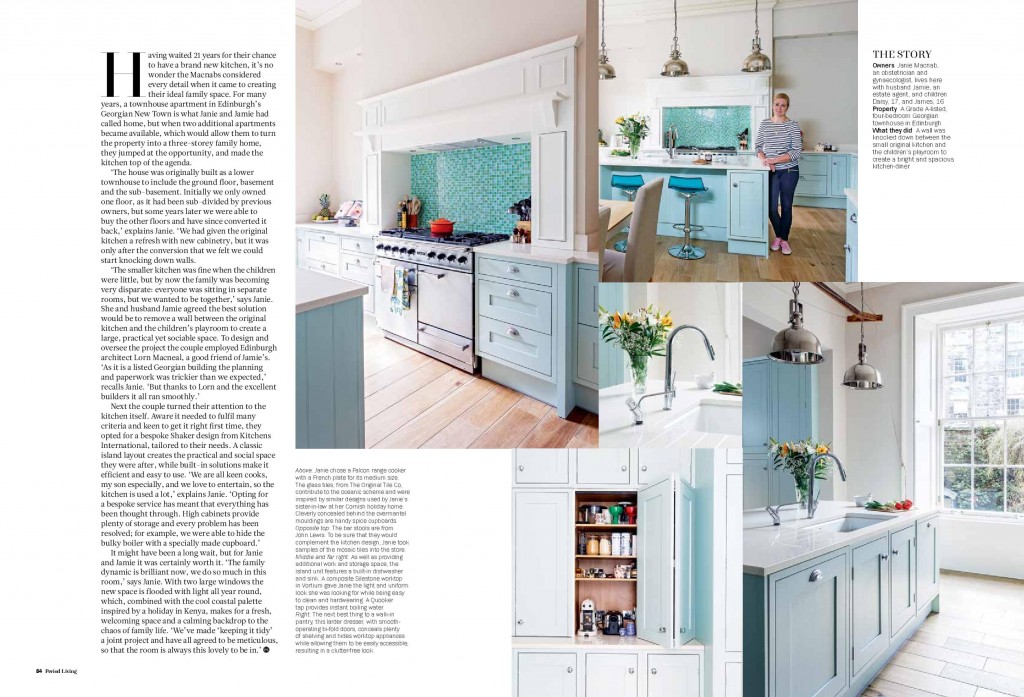 Having waited 21 years for their chance
to have a brand new kitchen, it's no
wonder the Macnabs considered
every detail when it came to creating
their ideal family space. For many
years, a townhouse apartment in Edinburgh's
Georgian New Town is what Janie and Jamie had
called home, but when two additional apartments
became available, which would allow them to turn
the property into a three-storey family home,
they jumped at the opportunity, and made the
kitchen top of the agenda.
'The house was originally built as a lower
townhouse to include the ground floor, basement
and the sub-basement. Initially we only owned
one floor, as it had been sub-divided by previous
owners, but some years later we were able to
buy the other floors and have since converted it
back,' explains Janie. 'We had given the original
kitchen a refresh with new cabinetry, but it was
only after the conversion that we felt we could
start knocking down walls.
'The smaller kitchen was fine when the children
were little, but by now the family was becoming
very disparate: everyone was sitting in separate
rooms, but we wanted to be together,' says Janie.
She and husband Jamie agreed the best solution
would be to remove a wall between the original
kitchen and the children's playroom to create a
large, practical yet sociable space. To design and
oversee the project the couple employed Edinburgh
architect Lorn Macneal, a good friend of Jamie's.
'As it is a listed Georgian building the planning
and paperwork was trickier than we expected,'
recalls Janie. 'But thanks to Lorn and the excellent
builders it all ran smoothly.'
Next the couple turned their attention to the
kitchen itself. Aware it needed to fulfil many
criteria and keen to get it right first time, they
opted for a bespoke Shaker design from Kitchens
International, tailored to their needs. A classic
island layout creates the practical and social space
they were after, while built-in solutions make it
efficient and easy to use. 'We are all keen cooks,
my son especially, and we love to entertain, so the
kitchen is used a lot,' explains Janie. 'Opting for
a bespoke service has meant that everything has
been thought through. High cabinets provide
plenty of storage and every problem has been
resolved; for example, we were able to hide the
bulky boiler with a specially made cupboard.'
It might have been a long wait, but for Janie
and Jamie it was certainly worth it. 'The family
dynamic is brilliant now, we do so much in this
room,' says Janie. With two large windows the
new space is flooded with light all year round,
which, combined with the cool coastal palette
inspired by a holiday in Kenya, makes for a fresh,
welcoming space and a calming backdrop to the
chaos of family life. 'We've made 'keeping it tidy'
a joint project and have all agreed to be meticulous,
so that the room is always this lovely to be in.'
84 Period Living
Above Janie chose a Falcon range cooker
with a French plate for its medium size.
The glass tiles, from The Original Tile Co,
contribute to the oceanic scheme and were
inspired by similar designs used by Janie's
sister-in-law at her Cornish holiday home.
Cleverly concealed behind the overmantel
mouldings are handy spice cupboards
Opposite top The bar stools are from
John Lewis. To be sure that they would
complement the kitchen design, Janie took
samples of the mosaic tiles into the store
Middle and far right As well as providing
additional work and storage space, the
island unit features a built-in dishwasher
and sink. A composite Silestone worktop
in Vortium gave Janie the light and uniform
look she was looking for while being easy
to clean and hardwearing. A Quooker
tap provides instant boiling water
Right The next best thing to a walk-in
pantry, this larder dresser, with smooth-
operating bi-fold doors, conceals plenty
of shelving and hides worktop appliances
while allowing them to be easily accessible,
resulting in a clutter-free look
THE STORY
Owners Janie Macnab,
an obstetrician and
gynaecologist, lives here
with husband Jamie, an
estate agent, and children
Daisy, 17, and James, 16
Property A Grade A-listed,
four-bedroom Georgian
townhouse in Edinburgh
What they did A wall was
knocked down between the
small original kitchen and
the children's playroom to
create a bright and spacious
kitchen-diner